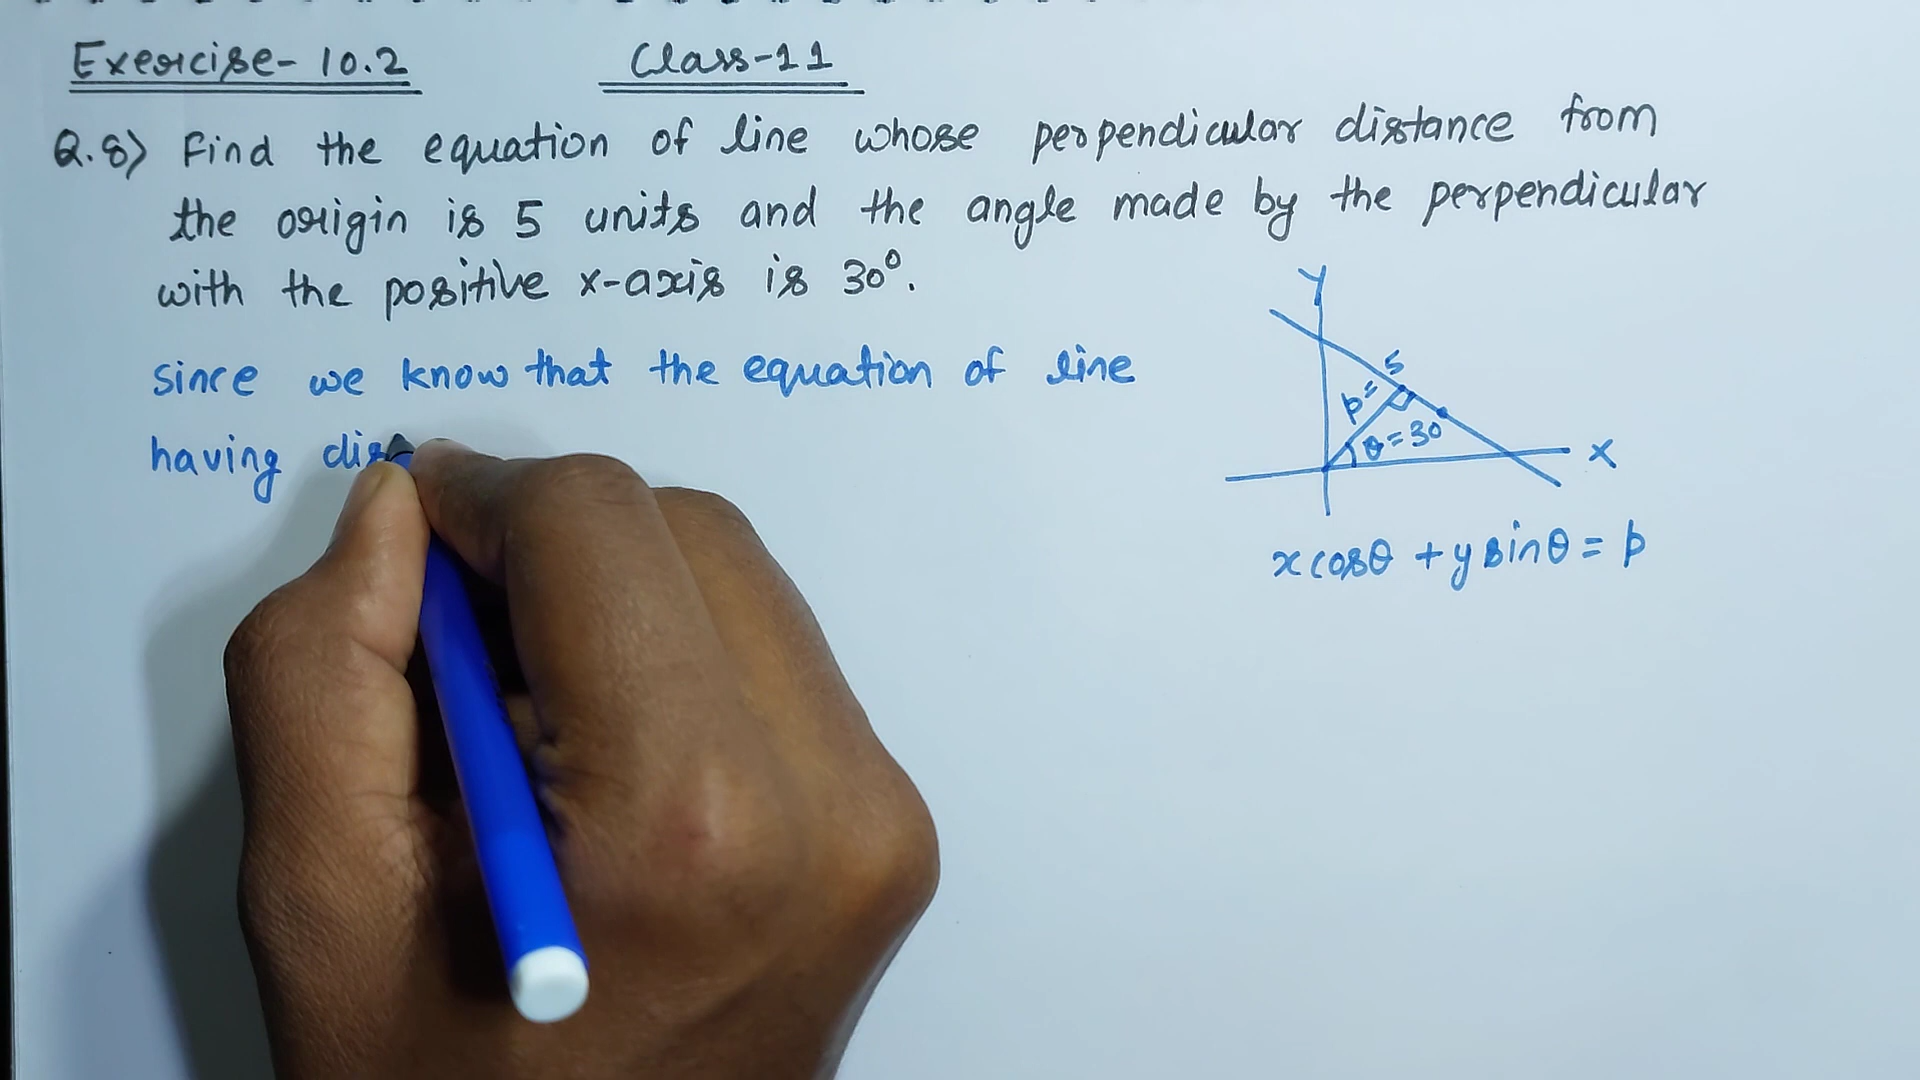 Exercise- 10.2 Class-11
Q.8) Find the equation of line whose perpendicular distance from
the origin is 5 units and the angle made by the perpendicular
with the positive x-axis is 30°.
since we know that the equation of line
having
Y
p= 5
θ=30
X
x cosθ + y sinθ = p